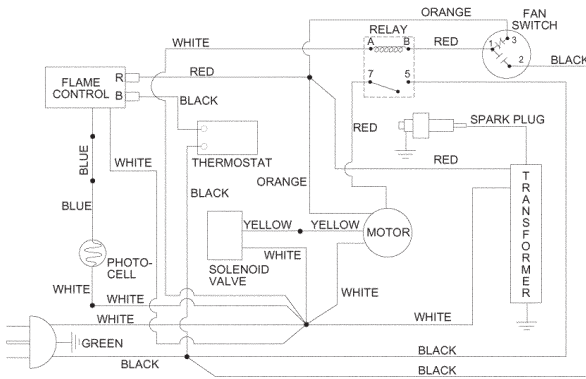 ORANGE
FAN
SWITCH
RELAY
WHITE
A
B
RED
1
3
2
BLACK
FLAME
CONTROL
R
B
RED
7
5
BLACK
THERMOSTAT
RED
SPARK PLUG
BLUE
WHITE
RED
BLACK
ORANGE
TRANSFORMER
BLUE
YELLOW
YELLOW
MOTOR
WHITE
PHOTO-
CELL
SOLENOID
VALVE
WHITE
WHITE
WHITE
WHITE
WHITE
GREEN
BLACK
BLACK
BLACK